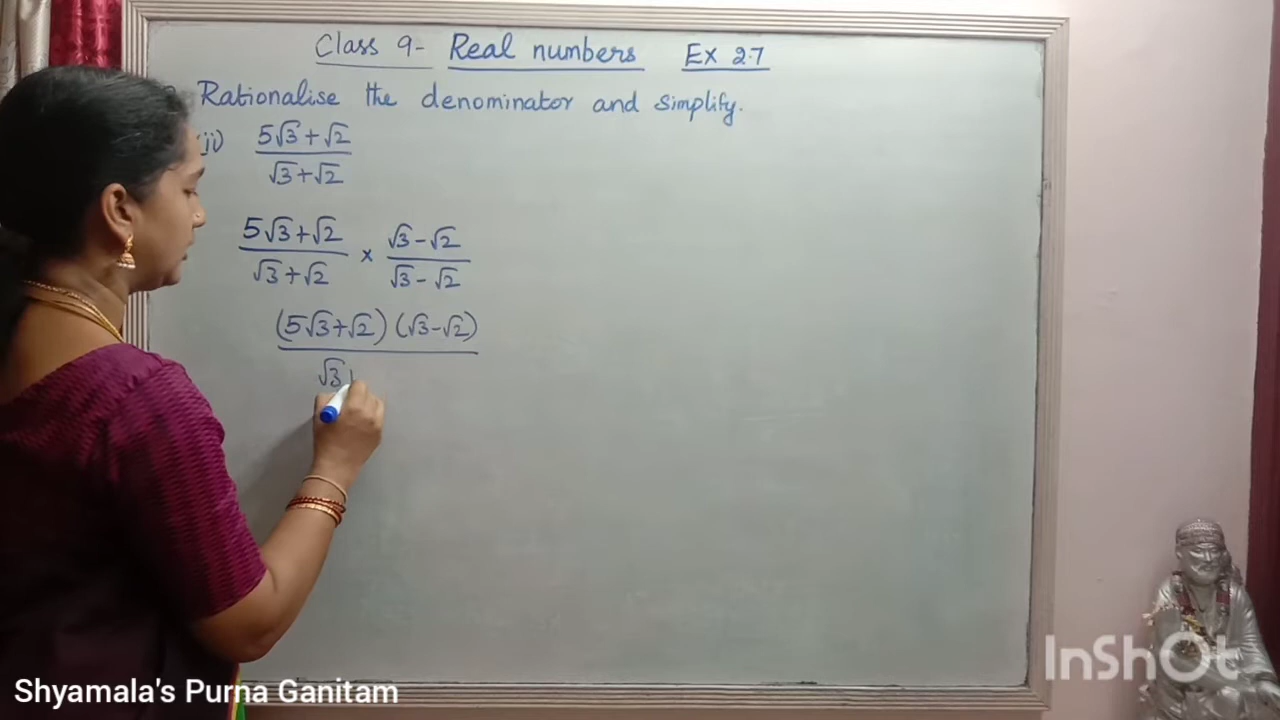 Class 9- Real numbers Ex 2.7
Rationalise the denominator and simplify.
ii) 5√3+√2
√3+√2
5√3+√2 × √3-√2
√3+√2 √3-√2
(5√3+√2) (√3-√2)
√3
InShOt
Shyamala's Purna Ganitam